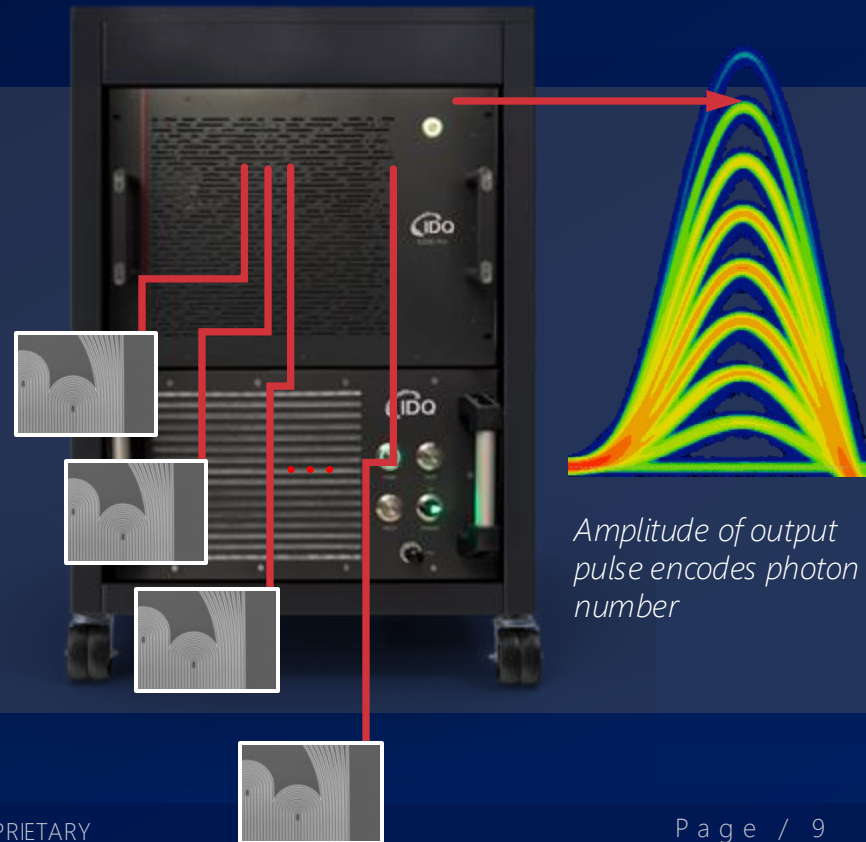 IDQ
IDQ
Amplitude of output
pulse encodes photon
number
PRIETARY
Page / 9